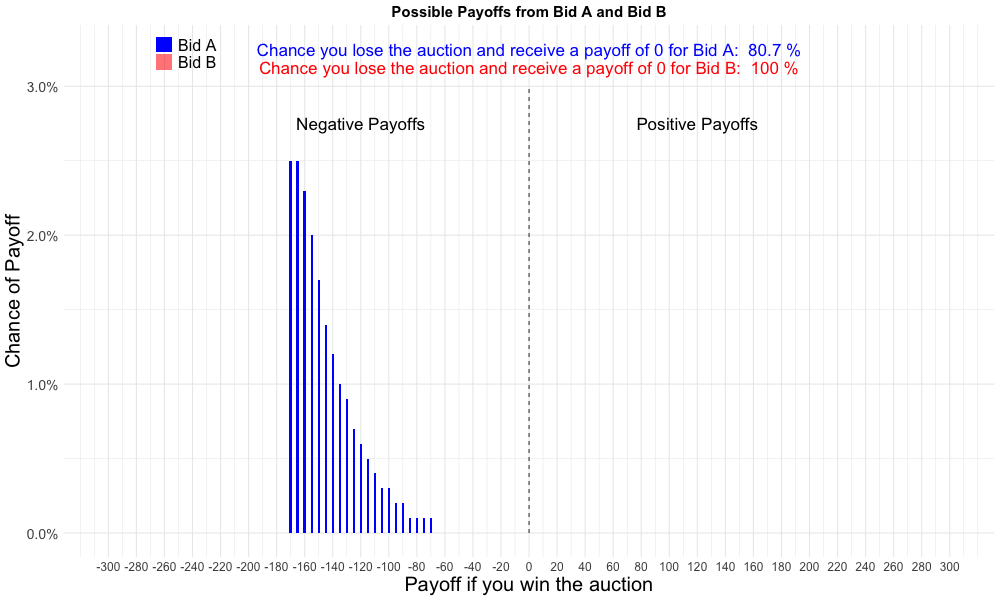 Possible Payoffs from Bid A and Bid B
Bid A
Bid B
Chance you lose the auction and receive a payoff of 0 for Bid A:  80.7 %
Chance you lose the auction and receive a payoff of 0 for Bid B:  100 %
Negative Payoffs
Positive Payoffs
Chance of Payoff
3.0%
2.0%
1.0%
0.0%
-300 -280 -260 -240 -220 -200 -180 -160 -140 -120 -100 -80 -60 -40 -20 0 20 40 60 80 100 120 140 160 180 200 220 240 260 280 300
Payoff if you win the auction